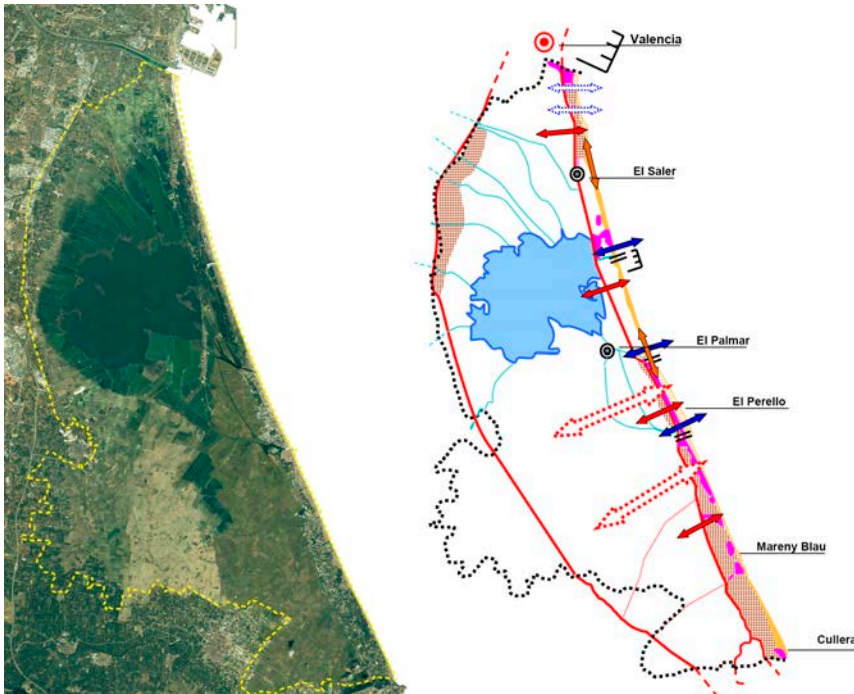 Valencia
El Saler
El Palmar
El Perello
Mareny Blau
Cullera